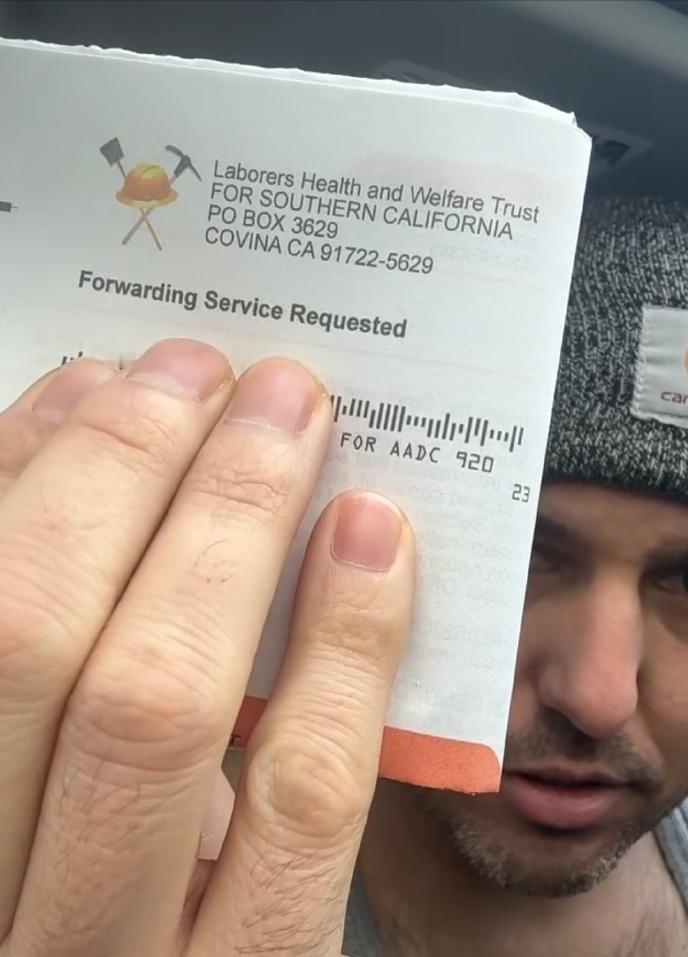 Laborers Health and Welfare Trust
FOR SOUTHERN CALIFORNIA
PO BOX 3629
COVINA CA 91722-5629
Forwarding Service Requested
FOR AADC 920
23